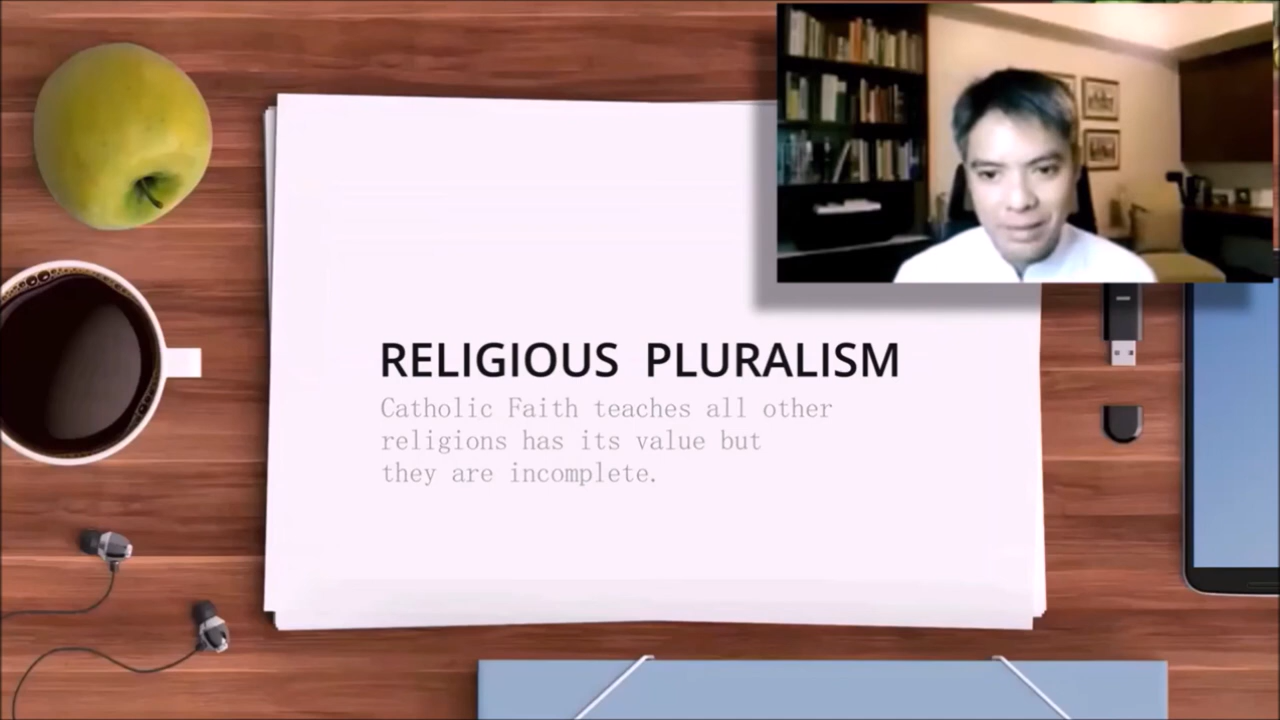 RELIGIOUS PLURALISM
Catholic Faith teaches all other
religions has its value but
they are incomplete.